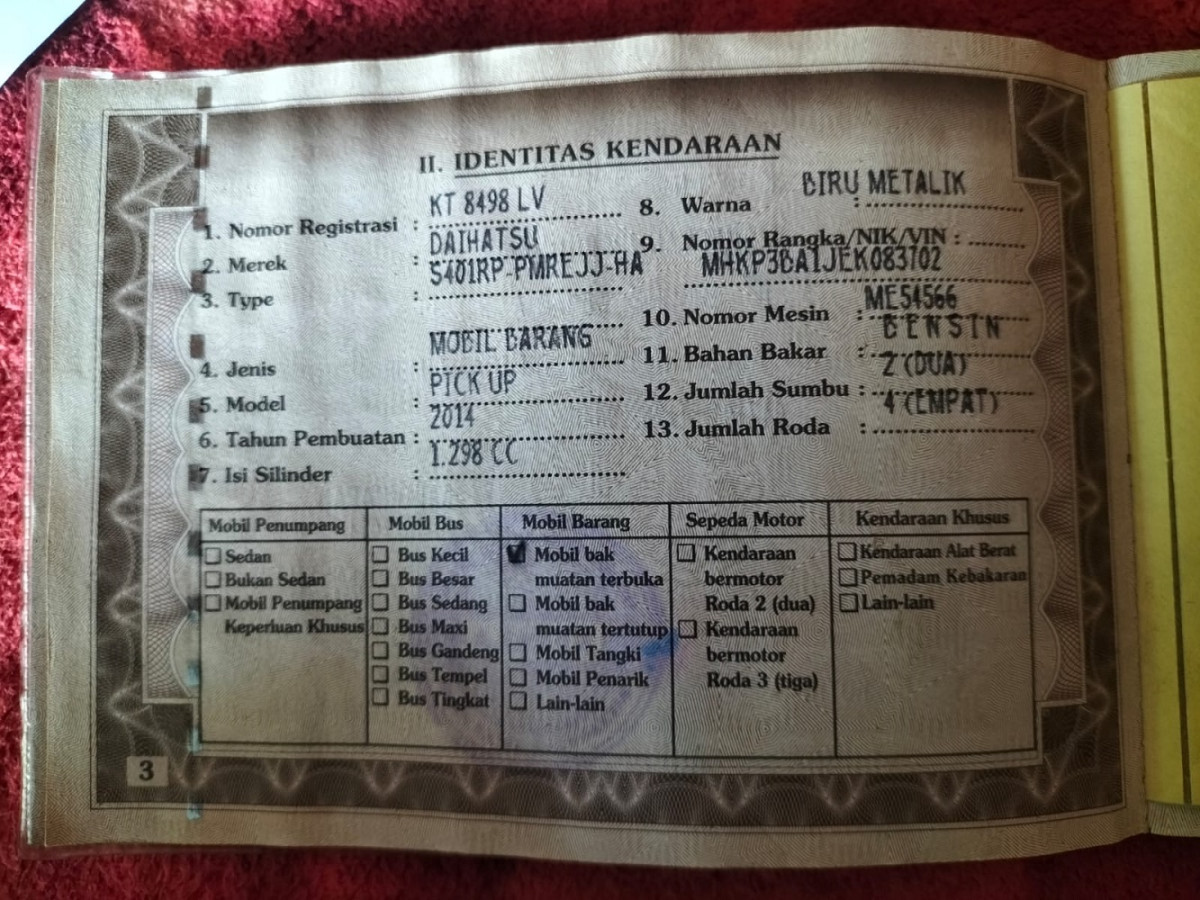 II. IDENTITAS KENDARAAN
1. Nomor Registrasi : KT 8498 LV
2. Merek : DAIHATSU
3. Type : S401RP-PMREJJ-HA
4. Jenis : MOBIL BARANG
5. Model : PICK UP
6. Tahun Pembuatan : 2014
7. Isi Silinder : 1.298 CC
8. Warna : BIRU METALIK
9. Nomor Rangka/NIK/VIN :
MHKP3BA1JEK083702
10. Nomor Mesin : ME54566
11. Bahan Bakar : BENSIN
12. Jumlah Sumbu : 2 (DUA)
13. Jumlah Roda : 4 (EMPAT)
Mobil Penumpang
Sedan
Bukan Sedan
Mobil Penumpang
Keperluan Khusus
Mobil Bus
Bus Kecil
Bus Besar
Bus Sedang
Bus Maxi
Bus Gandeng
Bus Tempel
Bus Tingkat
Mobil Barang
Mobil bak
muatan terbuka
Mobil bak
muatan tertutup
Mobil Tangki
Mobil Penarik
Lain-lain
Sepeda Motor
Kendaraan
bermotor
Roda 2 (dua)
Kendaraan
bermotor
Roda 3 (tiga)
Kendaraan Khusus
Kendaraan Alat Berat
Pemadam Kebakaran
Lain-lain
3